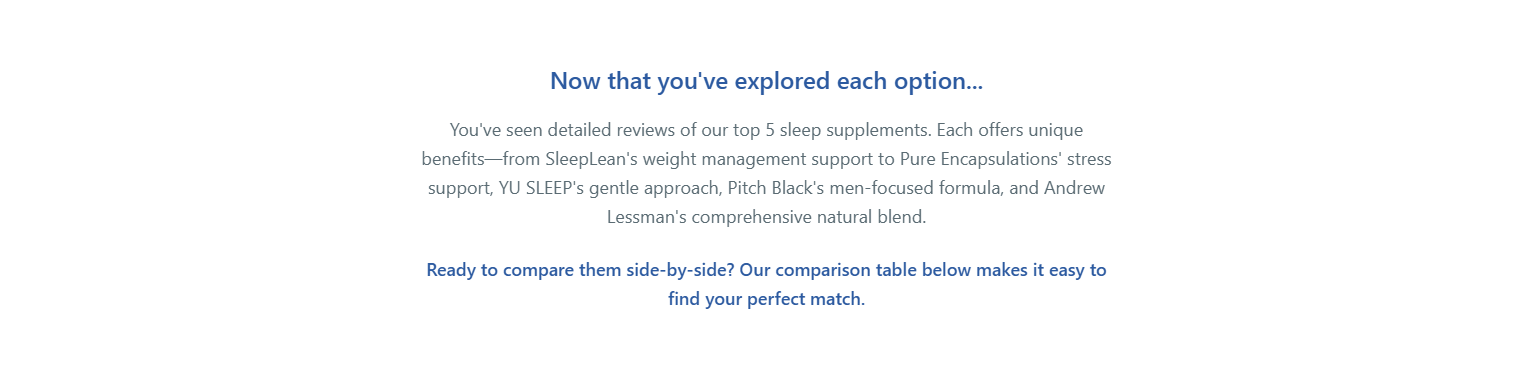 Now that you've explored each option...
You've seen detailed reviews of our top 5 sleep supplements. Each offers unique
benefits—from SleepLean's weight management support to Pure Encapsulations' stress
support, YU SLEEP's gentle approach, Pitch Black's men-focused formula, and Andrew
Lessman's comprehensive natural blend.
Ready to compare them side-by-side? Our comparison table below makes it easy to
find your perfect match.